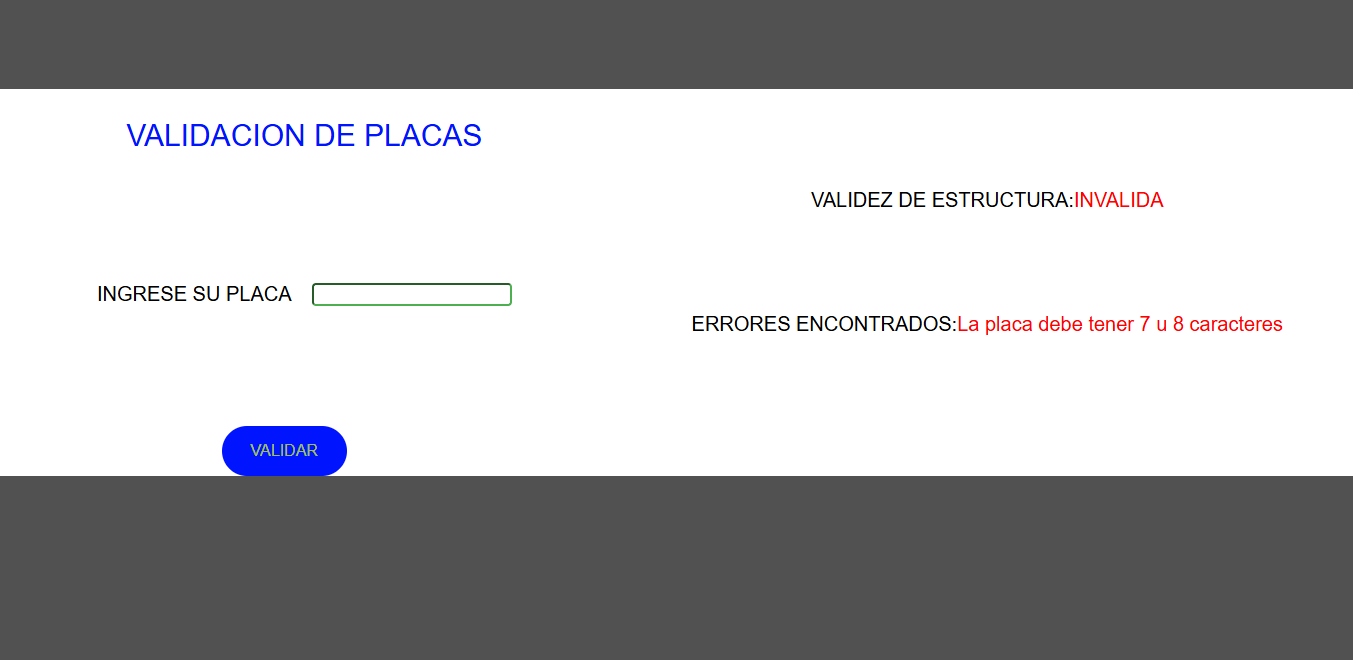 VALIDACION DE PLACAS
INGRESE SU PLACA
VALIDAR
VALIDEZ DE ESTRUCTURA:INVALIDA
ERRORES ENCONTRADOS:La placa debe tener 7 u 8 caracteres